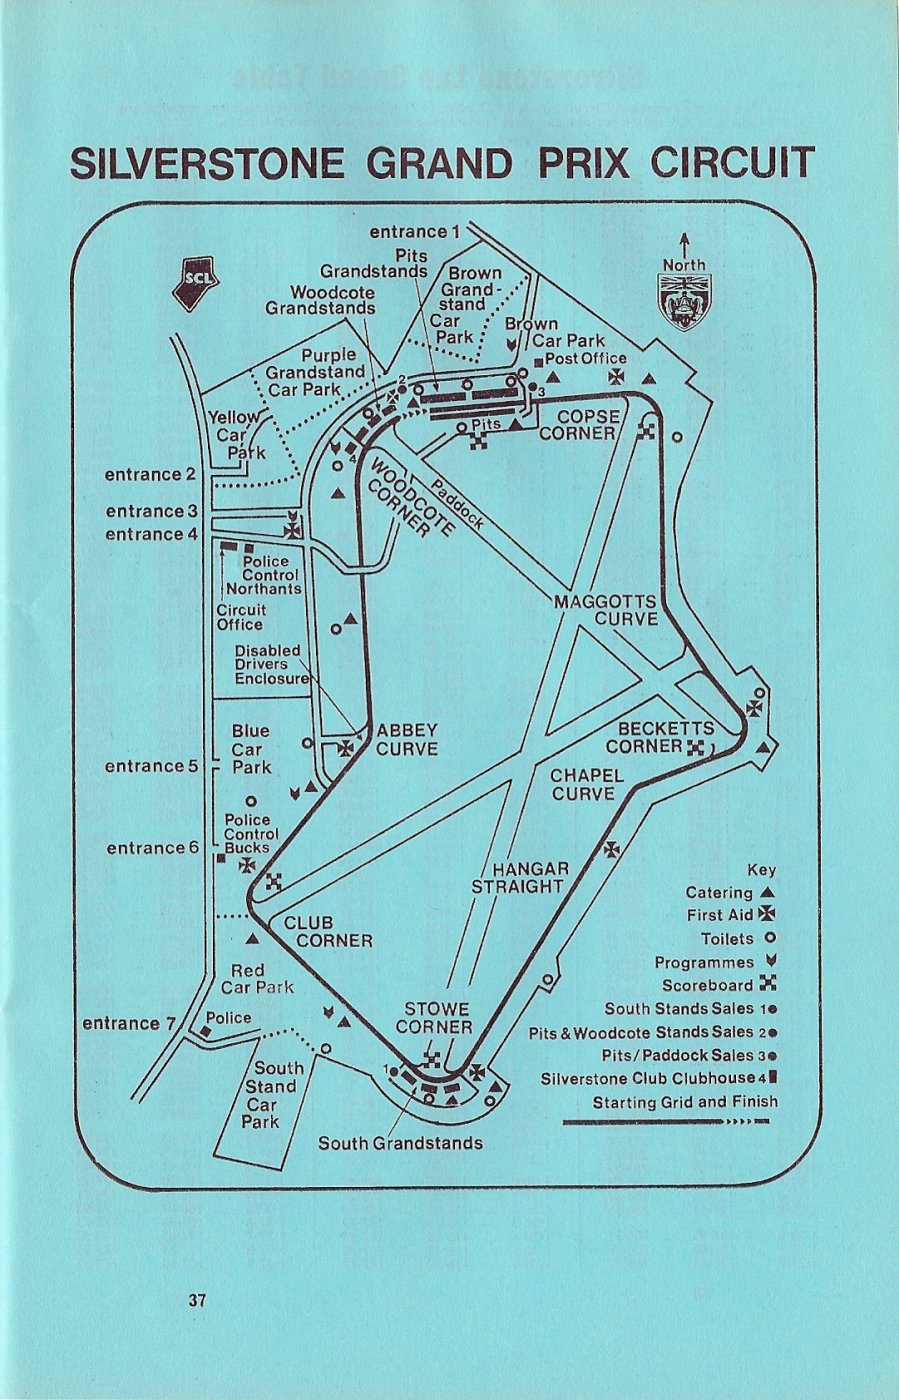 SILVERSTONE GRAND PRIX CIRCUIT
entrance 1
SCL
North
Pits
Grandstands
Woodcote
Grandstands
Brown
Grand-
stand
Car
Park
Brown
Car Park
Post Office
Purple
Grandstand
Car Park
2
3
Yellow
Car
Park
Pits
COPSE
CORNER
4
WOODCOTE
CORNER
Paddock
entrance 2
entrance 3
entrance 4
Police
Control
Northants
Circuit
Office
MAGGOTTS
CURVE
Disabled
Drivers
Enclosure
Blue
Car
Park
ABBEY
CURVE
BECKETTS
CORNER
entrance 5
CHAPEL
CURVE
Police
Control
Bucks
entrance 6
HANGAR
STRAIGHT
CLUB
CORNER
Red
Car Park
STOWE
CORNER
entrance 7
Police
1
South
Stand
Car
Park
South Grandstands
Key
Catering
First Aid
Toilets
Programmes
Scoreboard
South Stands Sales 1
Pits & Woodcote Stands Sales 2
Pits/Paddock Sales 3
Silverstone Club Clubhouse 4
Starting Grid and Finish
37